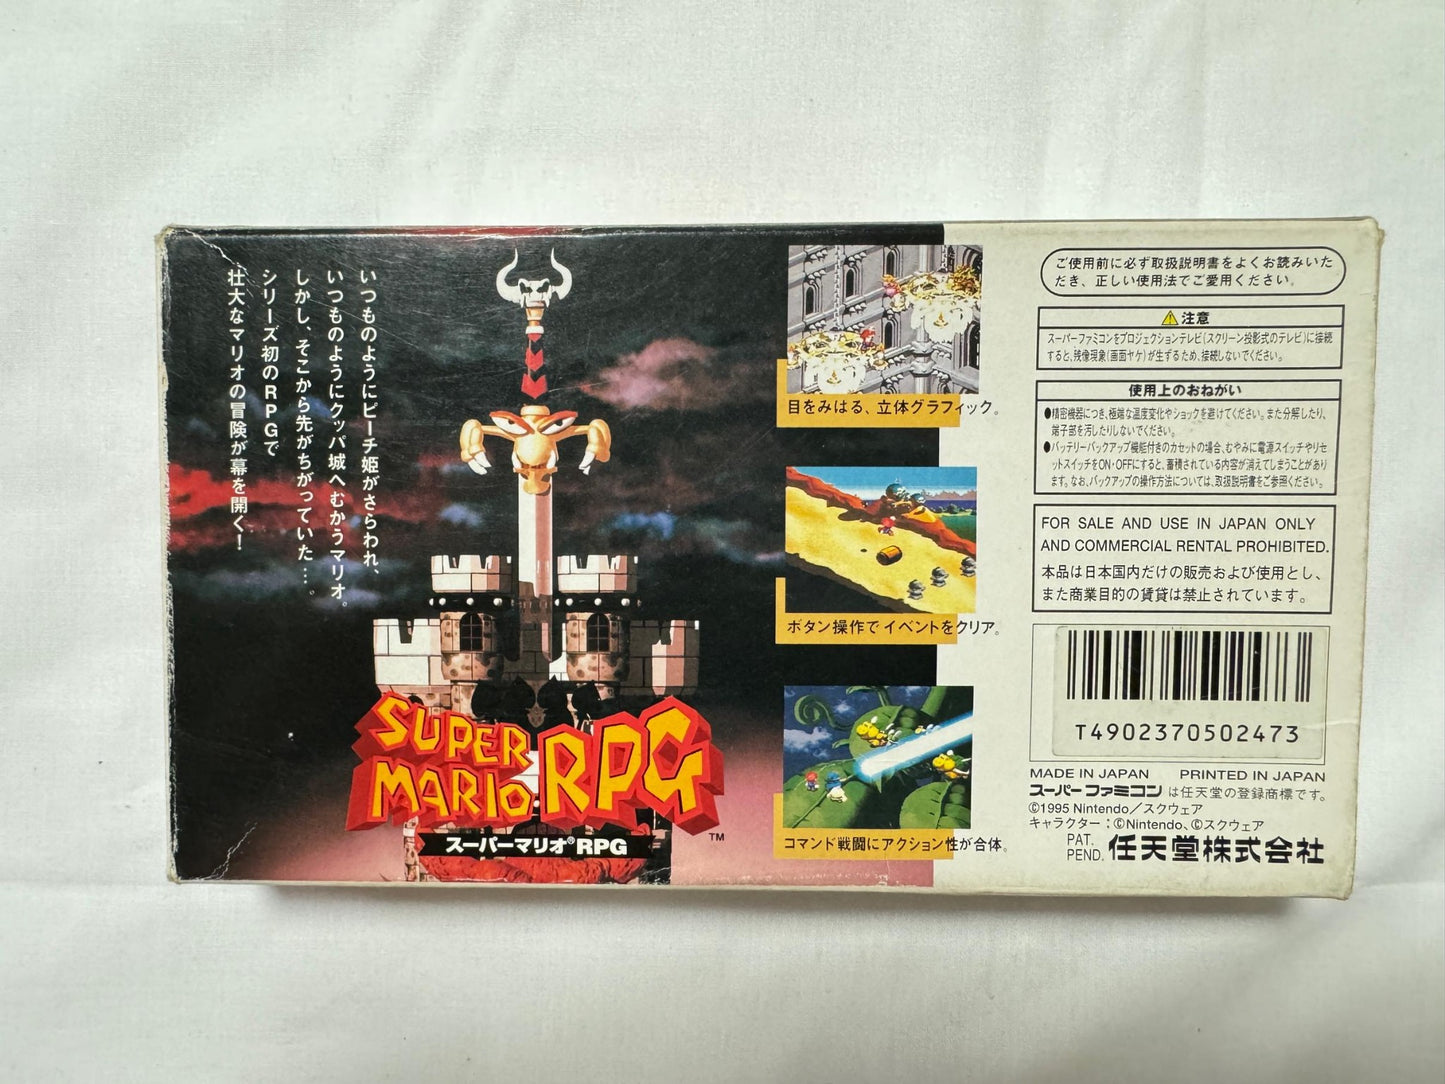 いつものようにピーチ姫がさらわれ、
いつものようにクッパ城へむかうマリオ。
しかし、そこから先がちがっていた…。
シリーズ初のRPGで
壮大なマリオの冒険が幕を開く!
SUPER
MARIO RPG
TM
スーパーマリオ®RPG
目をみはる、立体グラフィック。
ボタン操作でイベントをクリア。
コマンド戦闘にアクション性が合体。
ご使用前に必ず取扱説明書をよくお読みいた
だき、正しい使用法でご愛用ください。
注意
スーパーファミコンをプロジェクションテレビ(スクリーン投影式のテレビ)に接続
すると、残像現象(画面ヤケ)が生ずるため、接続しないでください。
使用上のおねがい
●精密機器につき、極端な温度変化やショックを避けてください。また分解したり、
端子部を汚したりしないでください。
●バッテリーバックアップ機能付きのカセットの場合、むやみに電源スイッチやリセ
ットスイッチをON・OFFにすると、蓄積されている内容が消えてしまうことがあり
ます。なお、バックアップの操作方法については、取扱説明書をご参照ください。
FOR SALE AND USE IN JAPAN ONLY
AND COMMERCIAL RENTAL PROHIBITED.
本品は日本国内だけの販売および使用とし、
また商業目的の賃貸は禁止されています。
T4902370502473
MADE IN JAPAN PRINTED IN JAPAN
スーパーファミコンは任天堂の登録商標です。
©1995 Nintendo/スクウェア
キャラクター:©Nintendo、©スクウェア
PAT.
PEND. 任天堂株式会社